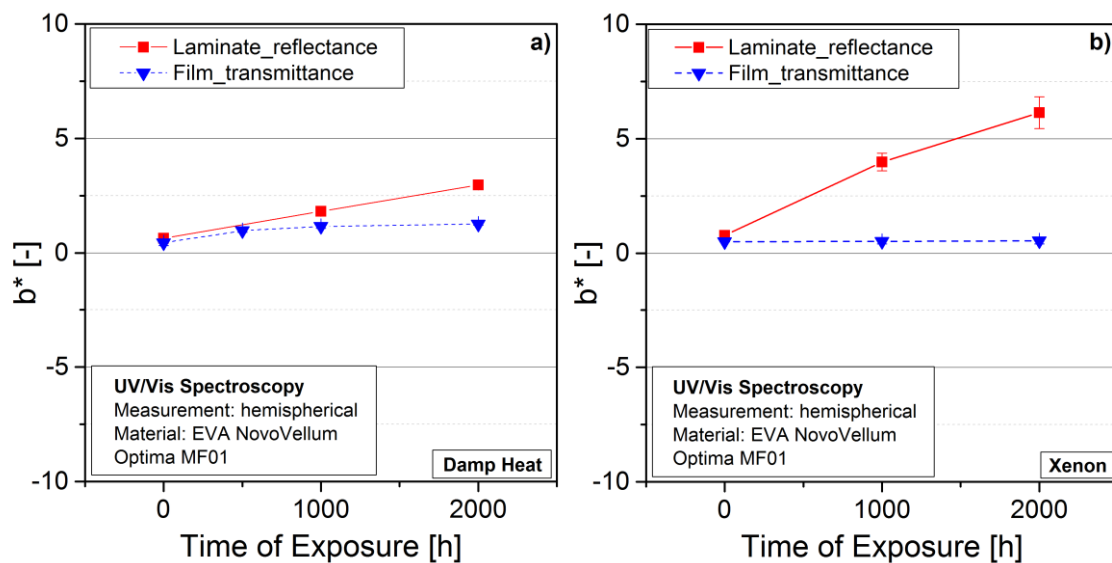 a)
Laminate_reflectance
Film_transmittance
10
5
0
-5
-10
b* [-]
UV/Vis Spectroscopy
Measurement: hemispherical
Material: EVA NovoVellum
Optima MF01
Damp Heat
0
1000
2000
Time of Exposure [h]
b)
Laminate_reflectance
Film_transmittance
10
5
0
-5
-10
b* [-]
UV/Vis Spectroscopy
Measurement: hemispherical
Material: EVA NovoVellum
Optima MF01
Xenon
0
1000
2000
Time of Exposure [h]